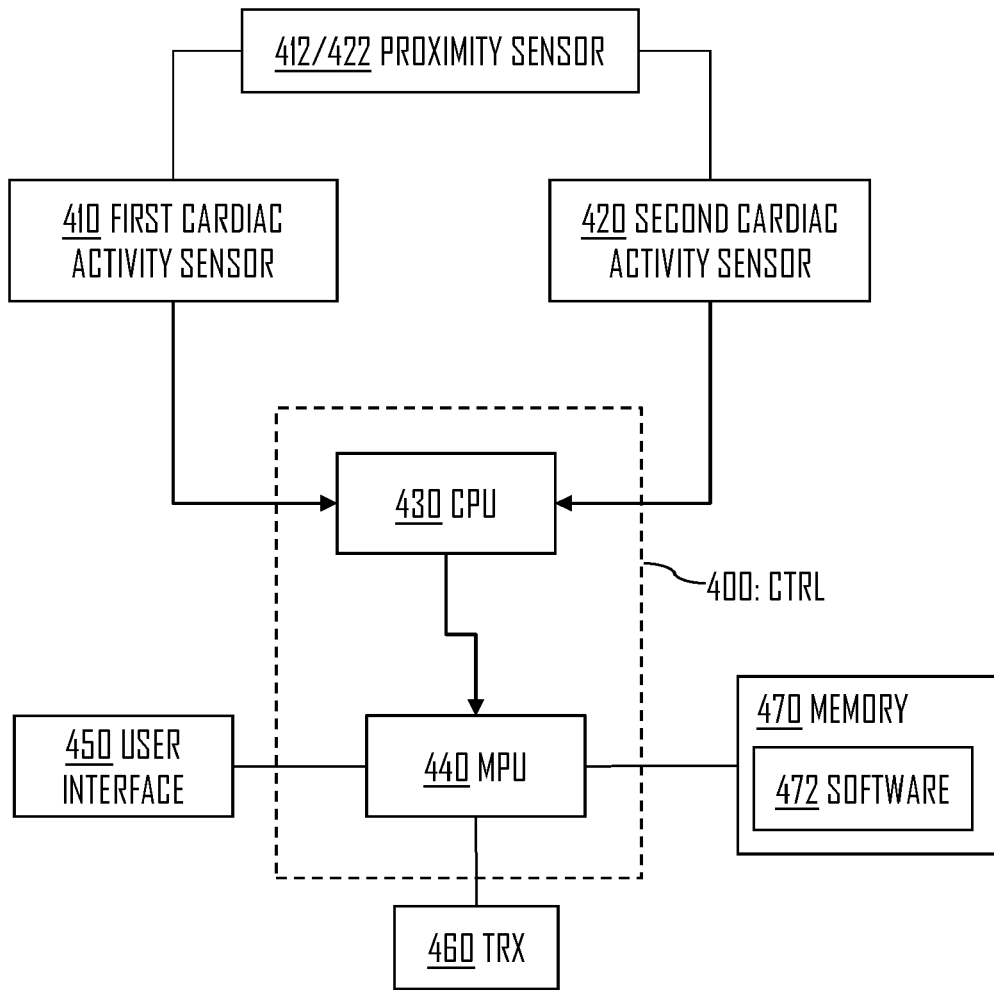 412/422 PROXIMITY SENSOR
410 FIRST CARDIAC
ACTIVITY SENSOR
420 SECOND CARDIAC
ACTIVITY SENSOR
430 CPU
400: CTRL
450 USER
INTERFACE
440 MPU
470 MEMORY
472 SOFTWARE
460 TRX